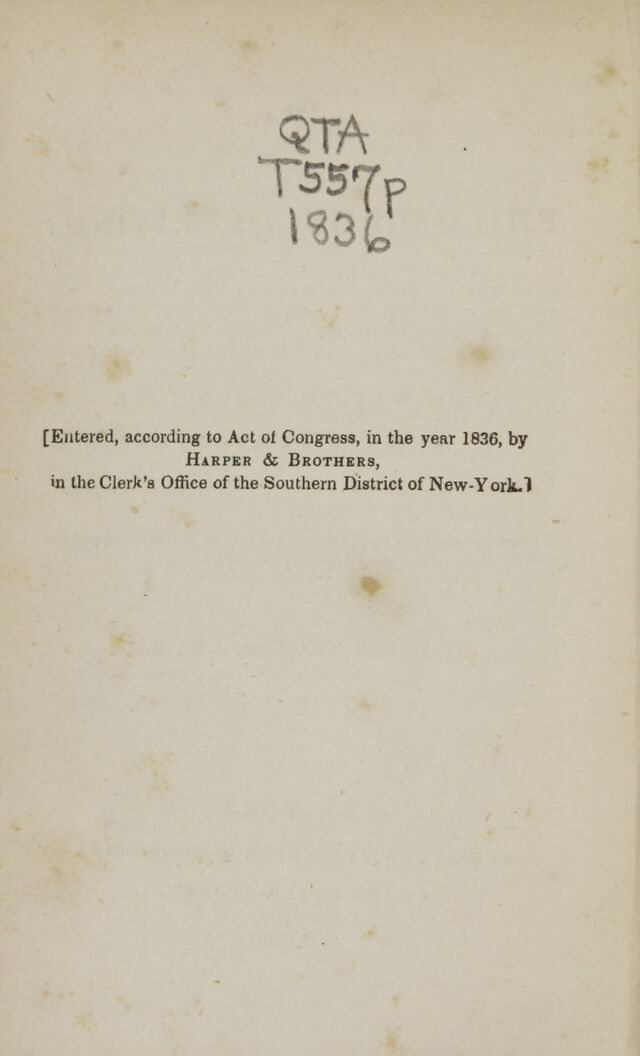 QTA
T557p
1836
[Entered, according to Act of Congress, in the year 1836, by
HARPER & BROTHERS,
in the Clerk's Office of the Southern District of New-York.]